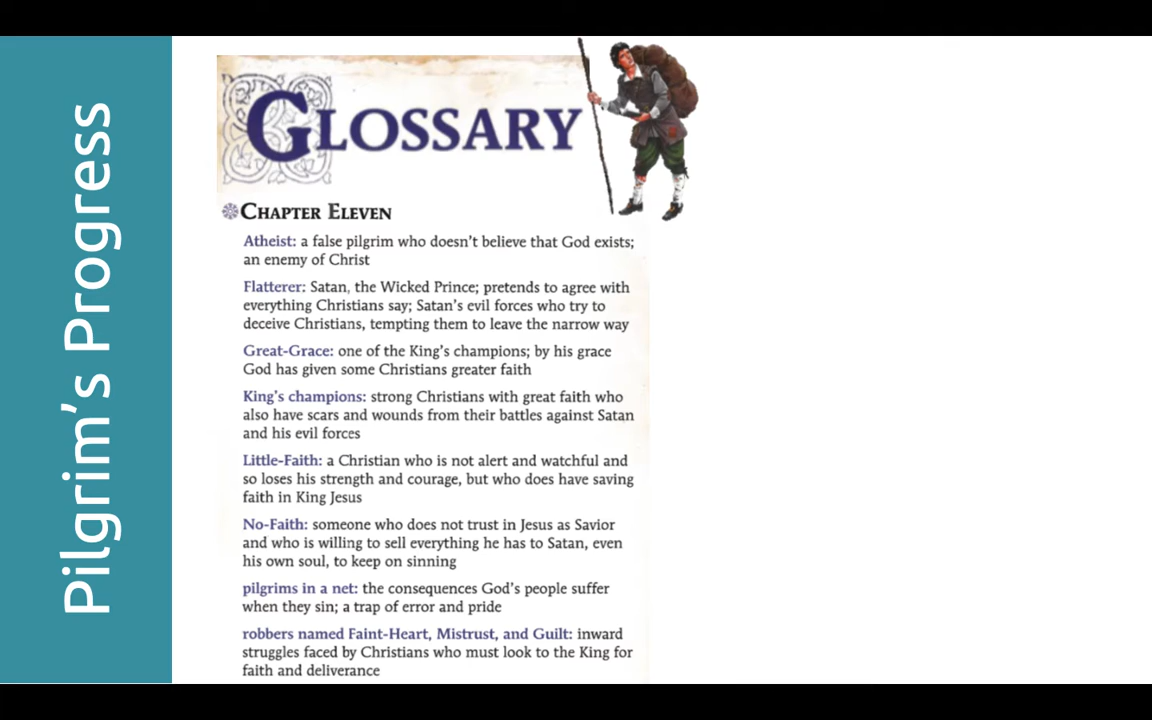 Pilgrim's Progress
GLOSSARY
CHAPTER ELEVEN
Atheist: a false pilgrim who doesn't believe that God exists;
an enemy of Christ
Flatterer: Satan, the Wicked Prince; pretends to agree with
everything Christians say; Satan's evil forces who try to
deceive Christians, tempting them to leave the narrow way
Great-Grace: one of the King's champions; by his grace
God has given some Christians greater faith
King's champions: strong Christians with great faith who
also have scars and wounds from their battles against Satan
and his evil forces
Little-Faith: a Christian who is not alert and watchful and
so loses his strength and courage, but who does have saving
faith in King Jesus
No-Faith: someone who does not trust in Jesus as Savior
and who is willing to sell everything he has to Satan, even
his own soul, to keep on sinning
pilgrims in a net: the consequences God's people suffer
when they sin; a trap of error and pride
robbers named Faint-Heart, Mistrust, and Guilt: inward
struggles faced by Christians who must look to the King for
faith and deliverance